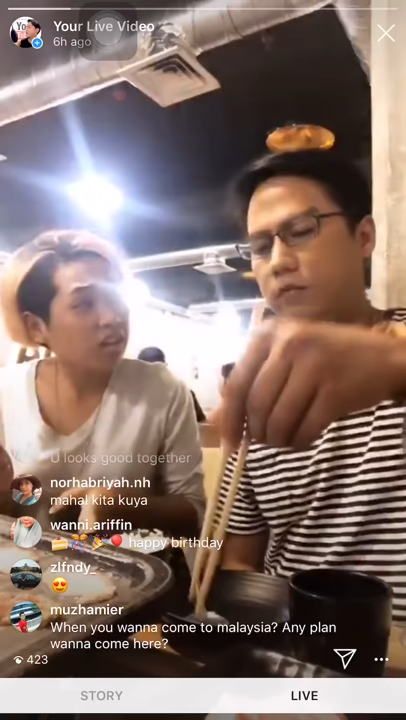 Your Live Video
6h ago
U looks good together
norhabriyah.nh
mahal kita kuya
wanni.ariffin
🍰🎊🎉🎈 happy birthday
zlfndy_
😍
muzhamier
When you wanna come to malaysia? Any plan
wanna come here?
423
STORY
LIVE